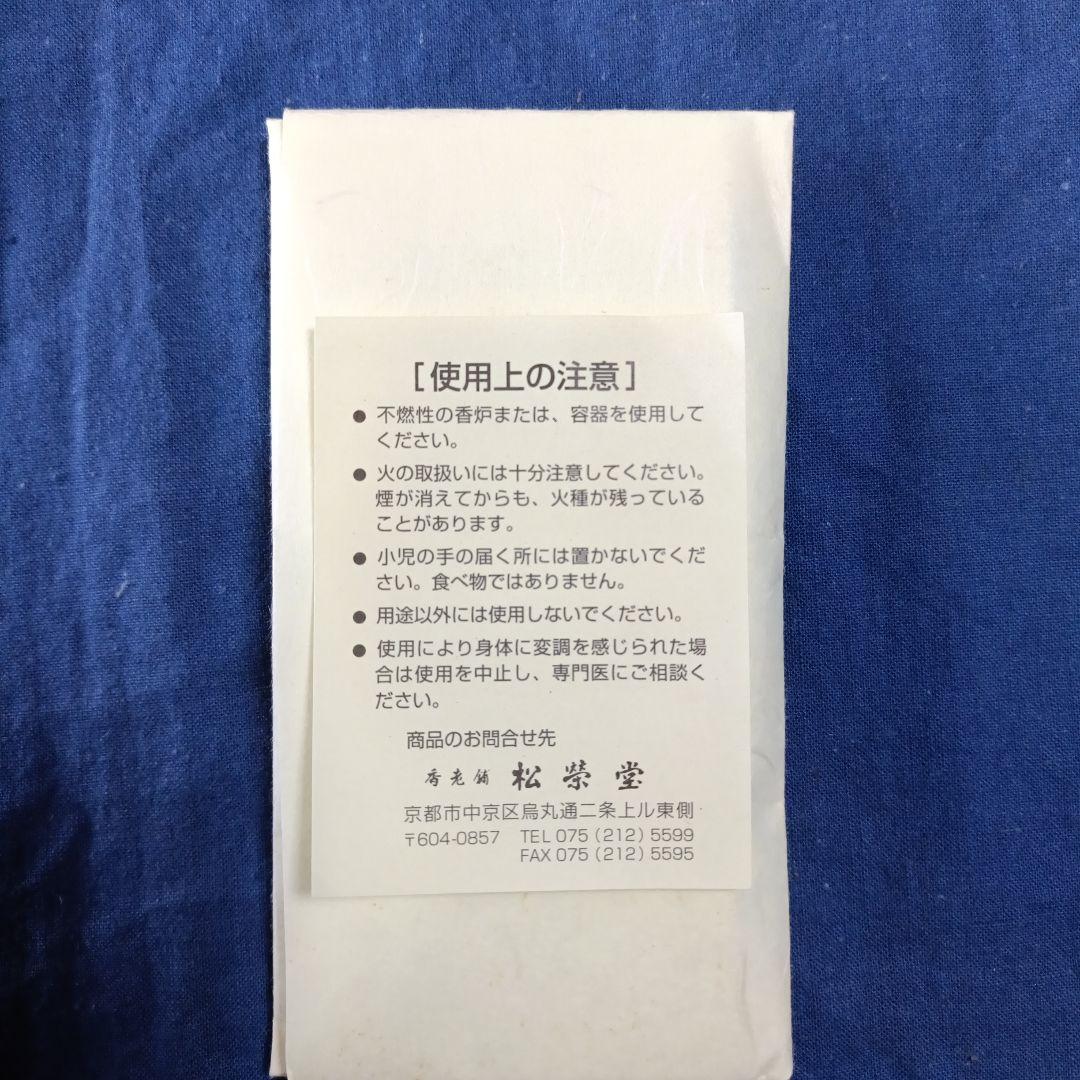 [使用上の注意]
● 不燃性の香炉または、容器を使用して
ください。
● 火の取扱いには十分注意してください。
煙が消えてからも、火種が残っている
ことがあります。
● 小児の手の届く所には置かないでくだ
さい。食べ物ではありません。
● 用途以外には使用しないでください。
● 使用により身体に変調を感じられた場
合は使用を中止し、専門医にご相談く
ださい。
商品のお問合せ先
香老舗 松榮堂
京都市中京区烏丸通二条上ル東側
〒604-0857 TEL 075 (212) 5599
FAX 075 (212) 5595